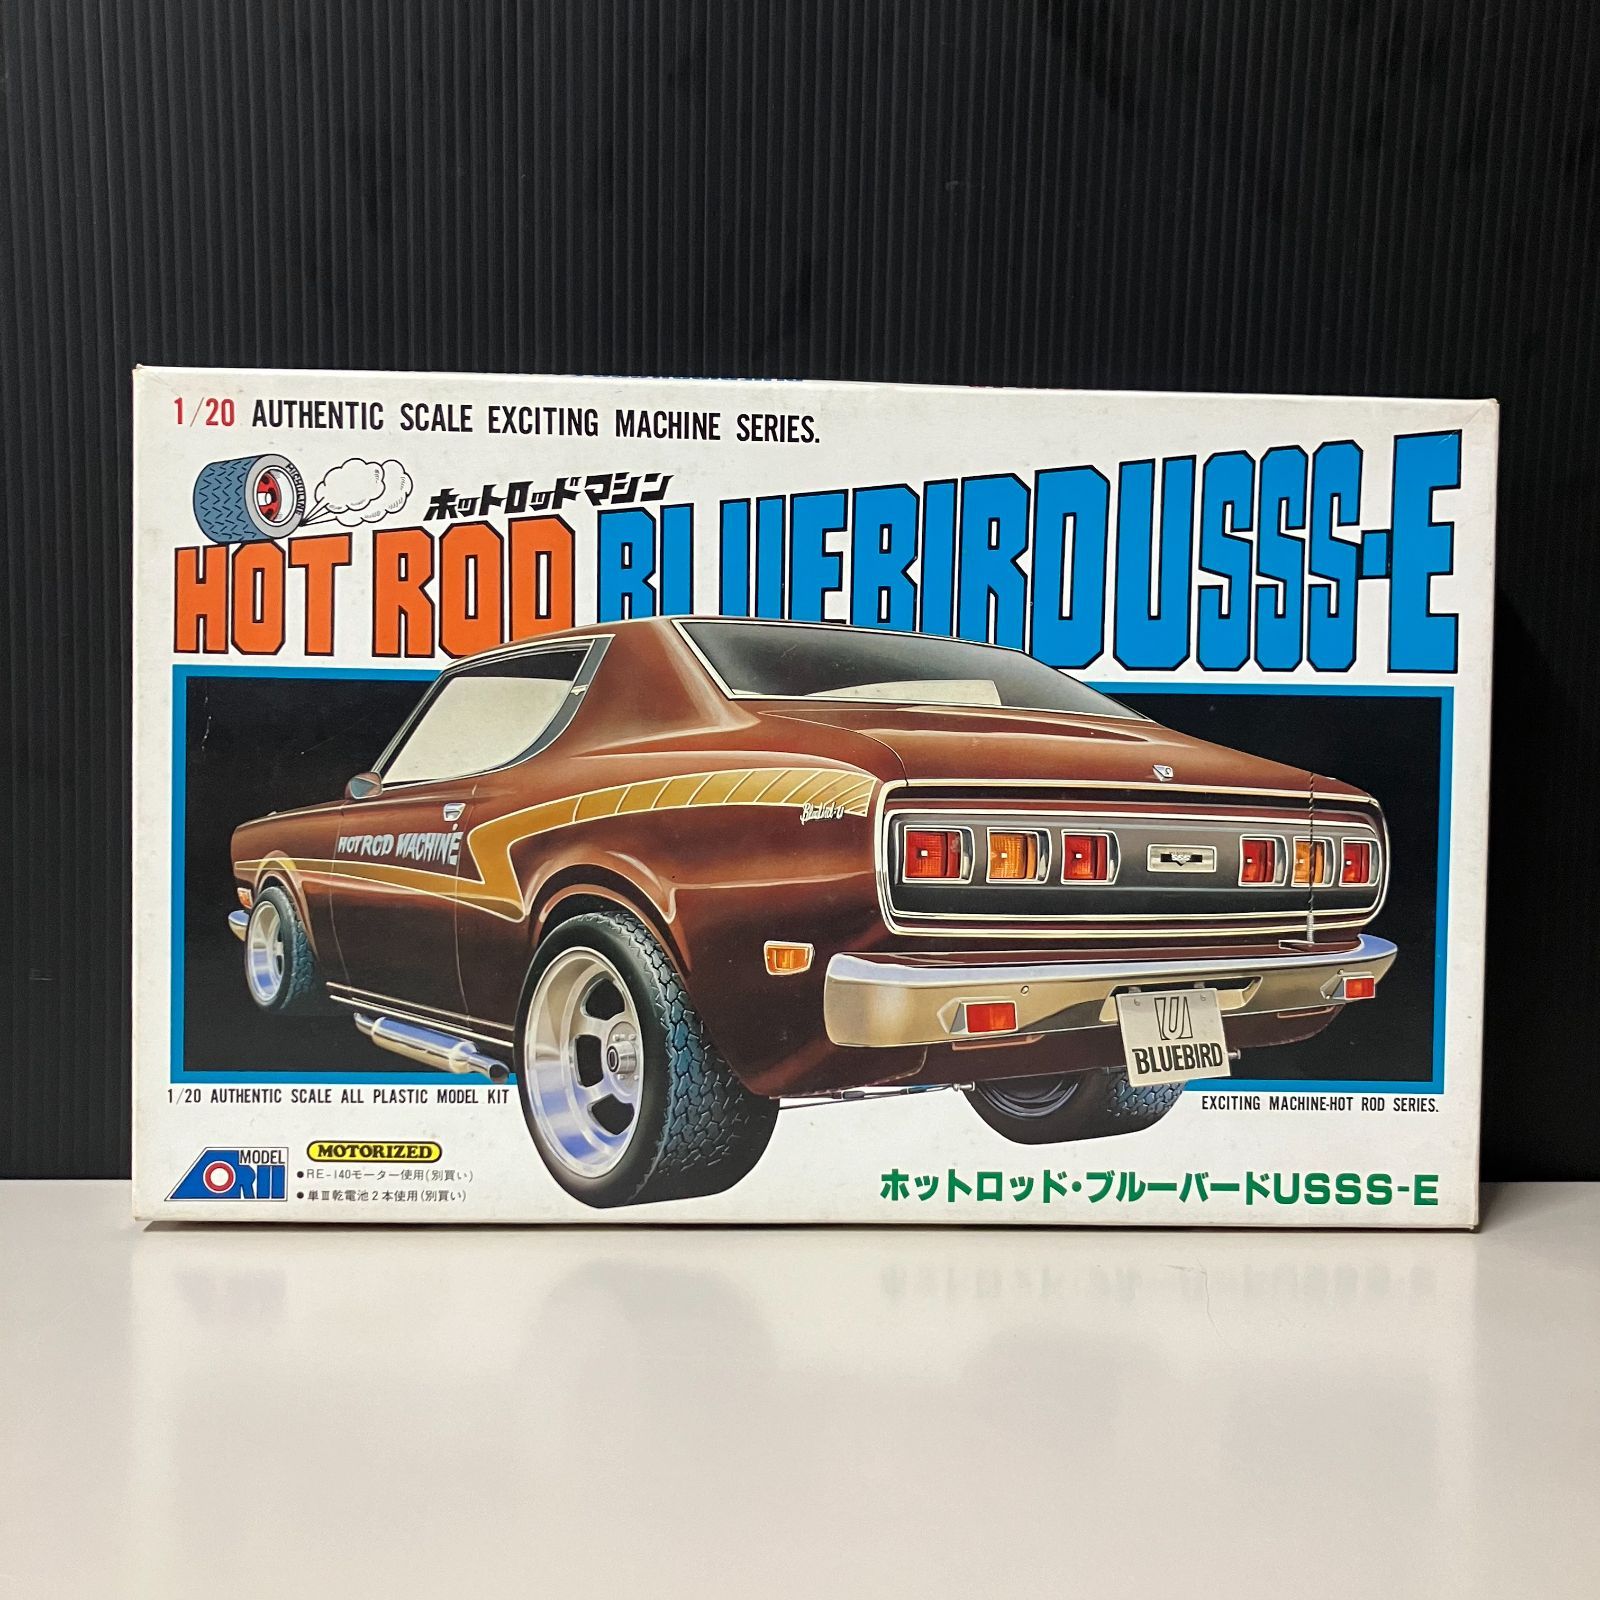 1/20 AUTHENTIC SCALE EXCITING MACHINE SERIES.
ホットロッドマシン
HOT ROD BLUEBIRDUSSS-E
Bluebird-U
HOT ROD MACHINE
U
BLUEBIRD
1/20 AUTHENTIC SCALE ALL PLASTIC MODEL KIT
EXCITING MACHINE-HOT ROD SERIES.
MODEL
ORII
MOTORIZED
●RE-140モーター使用(別買い)
●単Ⅲ乾電池2本使用(別買い)
ホットロッド・ブルーバードUSSS-E